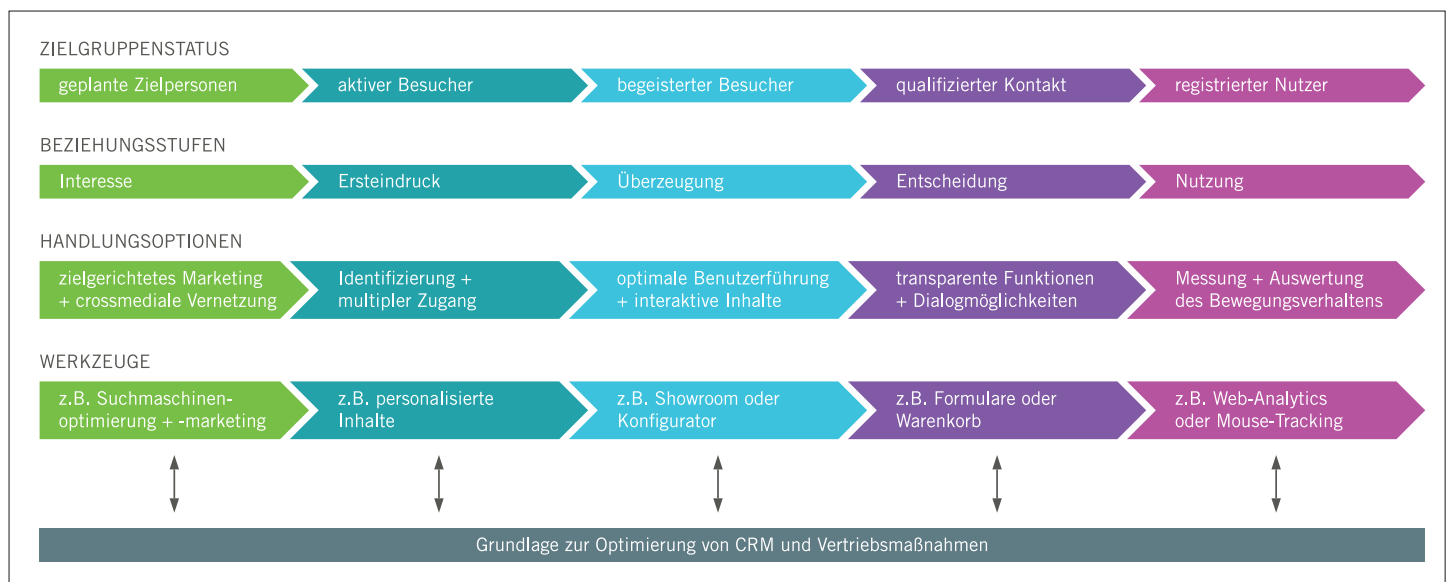 ZIELGRUPPENSTATUS
geplante Zielpersonen
aktiver Besucher
begeisterter Besucher
qualifizierter Kontakt
registrierter Nutzer
BEZIEHUNGSSTUFEN
Interesse
Ersteindruck
Überzeugung
Entscheidung
Nutzung
HANDLUNGSOPTIONEN
zielgerichtetes Marketing
+ crossmediale Vernetzung
Identifizierung +
multipler Zugang
optimale Benutzerführung
+ interaktive Inhalte
transparente Funktionen
+ Dialogmöglichkeiten
Messung + Auswertung
des Bewegungsverhaltens
WERKZEUGE
z.B. Suchmaschinen-
optimierung + -marketing
z.B. personalisierte
Inhalte
z.B. Showroom oder
Konfigurator
z.B. Formulare oder
Warenkorb
z.B. Web-Analytics
oder Mouse-Tracking
Grundlage zur Optimierung von CRM und Vertriebsmaßnahmen